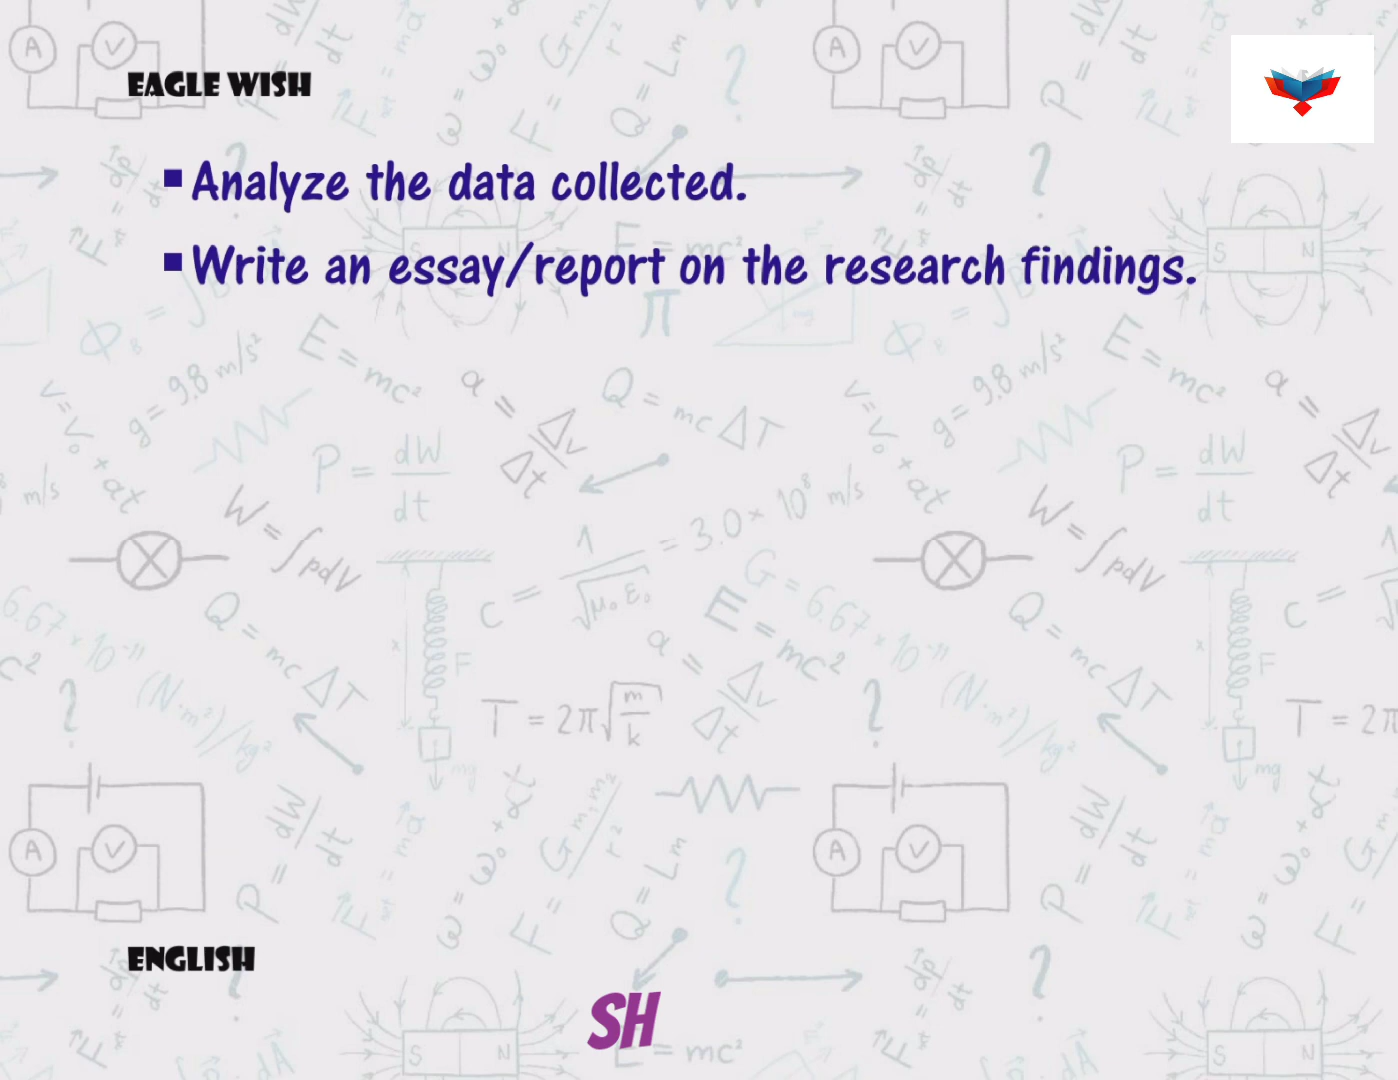 EAGLE WISH
▪ Analyze the data collected.
▪ Write an essay/report on the research findings.
ENGLISH
SH